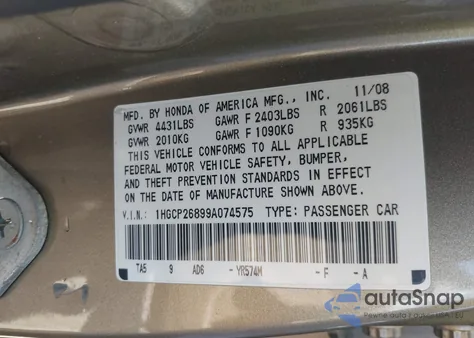 MFD. BY HONDA OF AMERICA MFG., INC. 11/08
GVWR 4431LBS GAWR F 2403LBS R 2061LBS
GVWR 2010KG GAWR F 1090KG R 935KG
THIS VEHICLE CONFORMS TO ALL APPLICABLE
FEDERAL MOTOR VEHICLE SAFETY, BUMPER,
AND THEFT PREVENTION STANDARDS IN EFFECT
ON THE DATE OF MANUFACTURE SHOWN ABOVE.
V.I.N.: 1HGCP26899A074575 TYPE: PASSENGER CAR
TA5 9 AD6 -YR574M -F -A
autoSnap